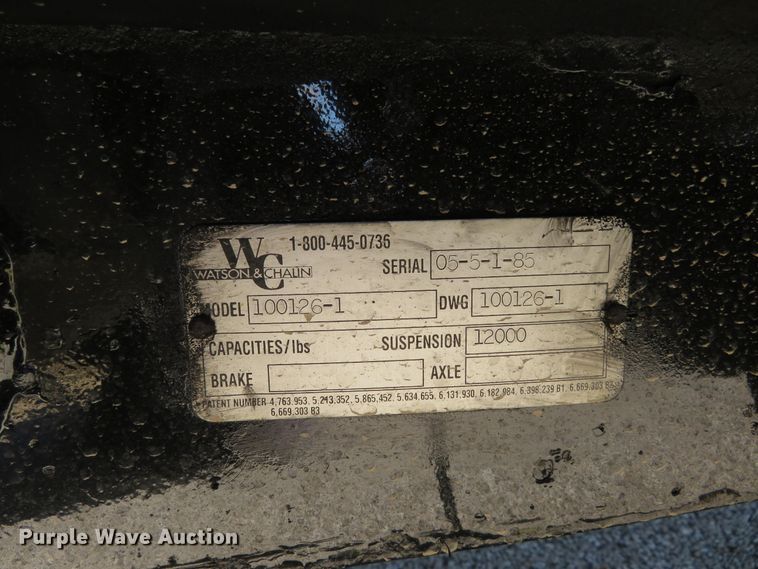 WC
WATSON & CHALIN
1-800-445-0736
SERIAL 05-5-1-85
MODEL 100126-1 DWG 100126-1
CAPACITIES/lbs SUSPENSION 12000
BRAKE AXLE
PATENT NUMBER 4,763,953, 5,213,352, 5,865,452, 5,634,655, 6,131,930, 6,182,984, 6,398,239 B1, 6,669,303 B3
6,669,303 B3
Purple Wave Auction®